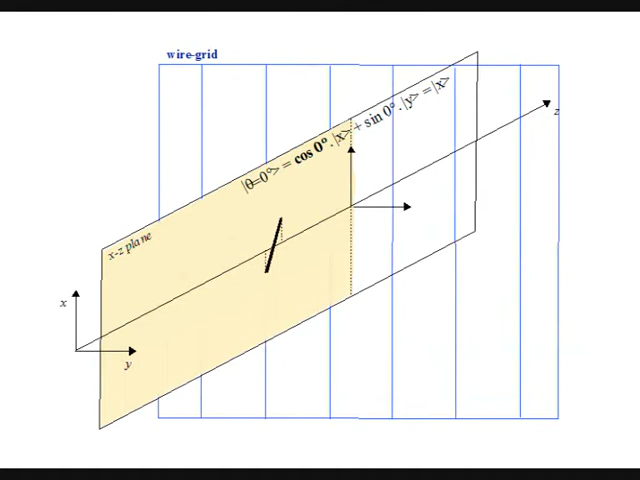 wire-grid
|θ=0°> = cos 0°. |x> + sin 0°. |y> = |x>
z
x-z plane
x
y